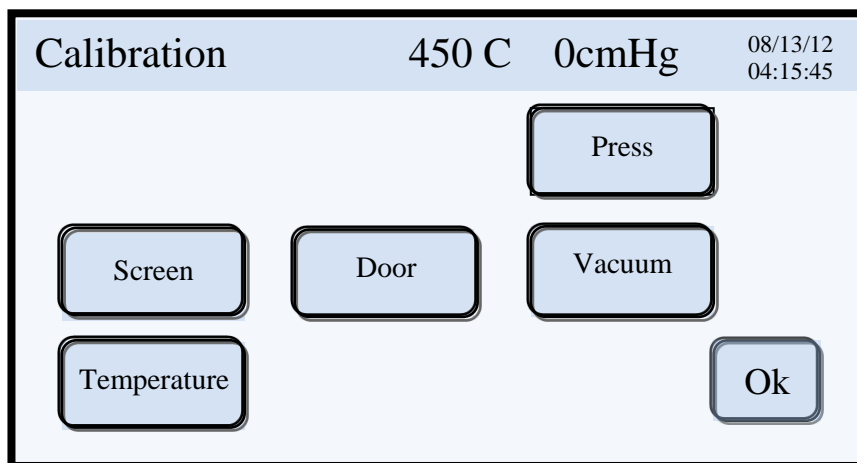 Calibration 450 C 0cmHg 08/13/12
04:15:45
Press
Screen Door Vacuum
Temperature Ok